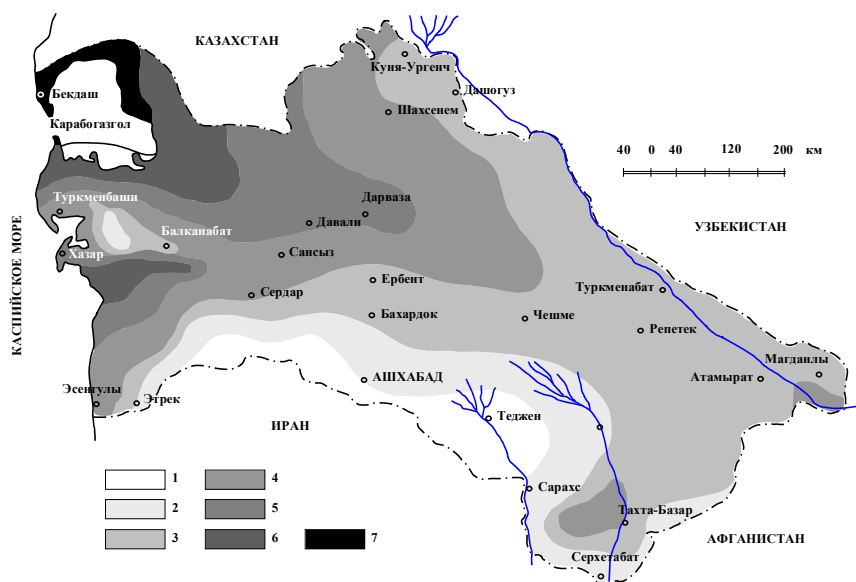 КАЗАХСТАН
Куня-Ургенч
Бекдаш
Дашогуз
Шахсенем
Карабогазгол
40 0 40 120 200 км
Туркменбаши
Дарваза
Давали
УЗБЕКИСТАН
Балканабат
Хазар
Сансыз
КАСПИЙСКОЕ МОРЕ
Ербент
Туркменабат
Сердар
Бахардок
Чешме
Репетек
Магданлы
АШХАБАД
Атамырат
Эсенгулы
Этрек
ИРАН
Теджен
1 4
2 5
3 6 7
Сарахс
Тахта-Базар
АФГАНИСТАН
Серхетабат